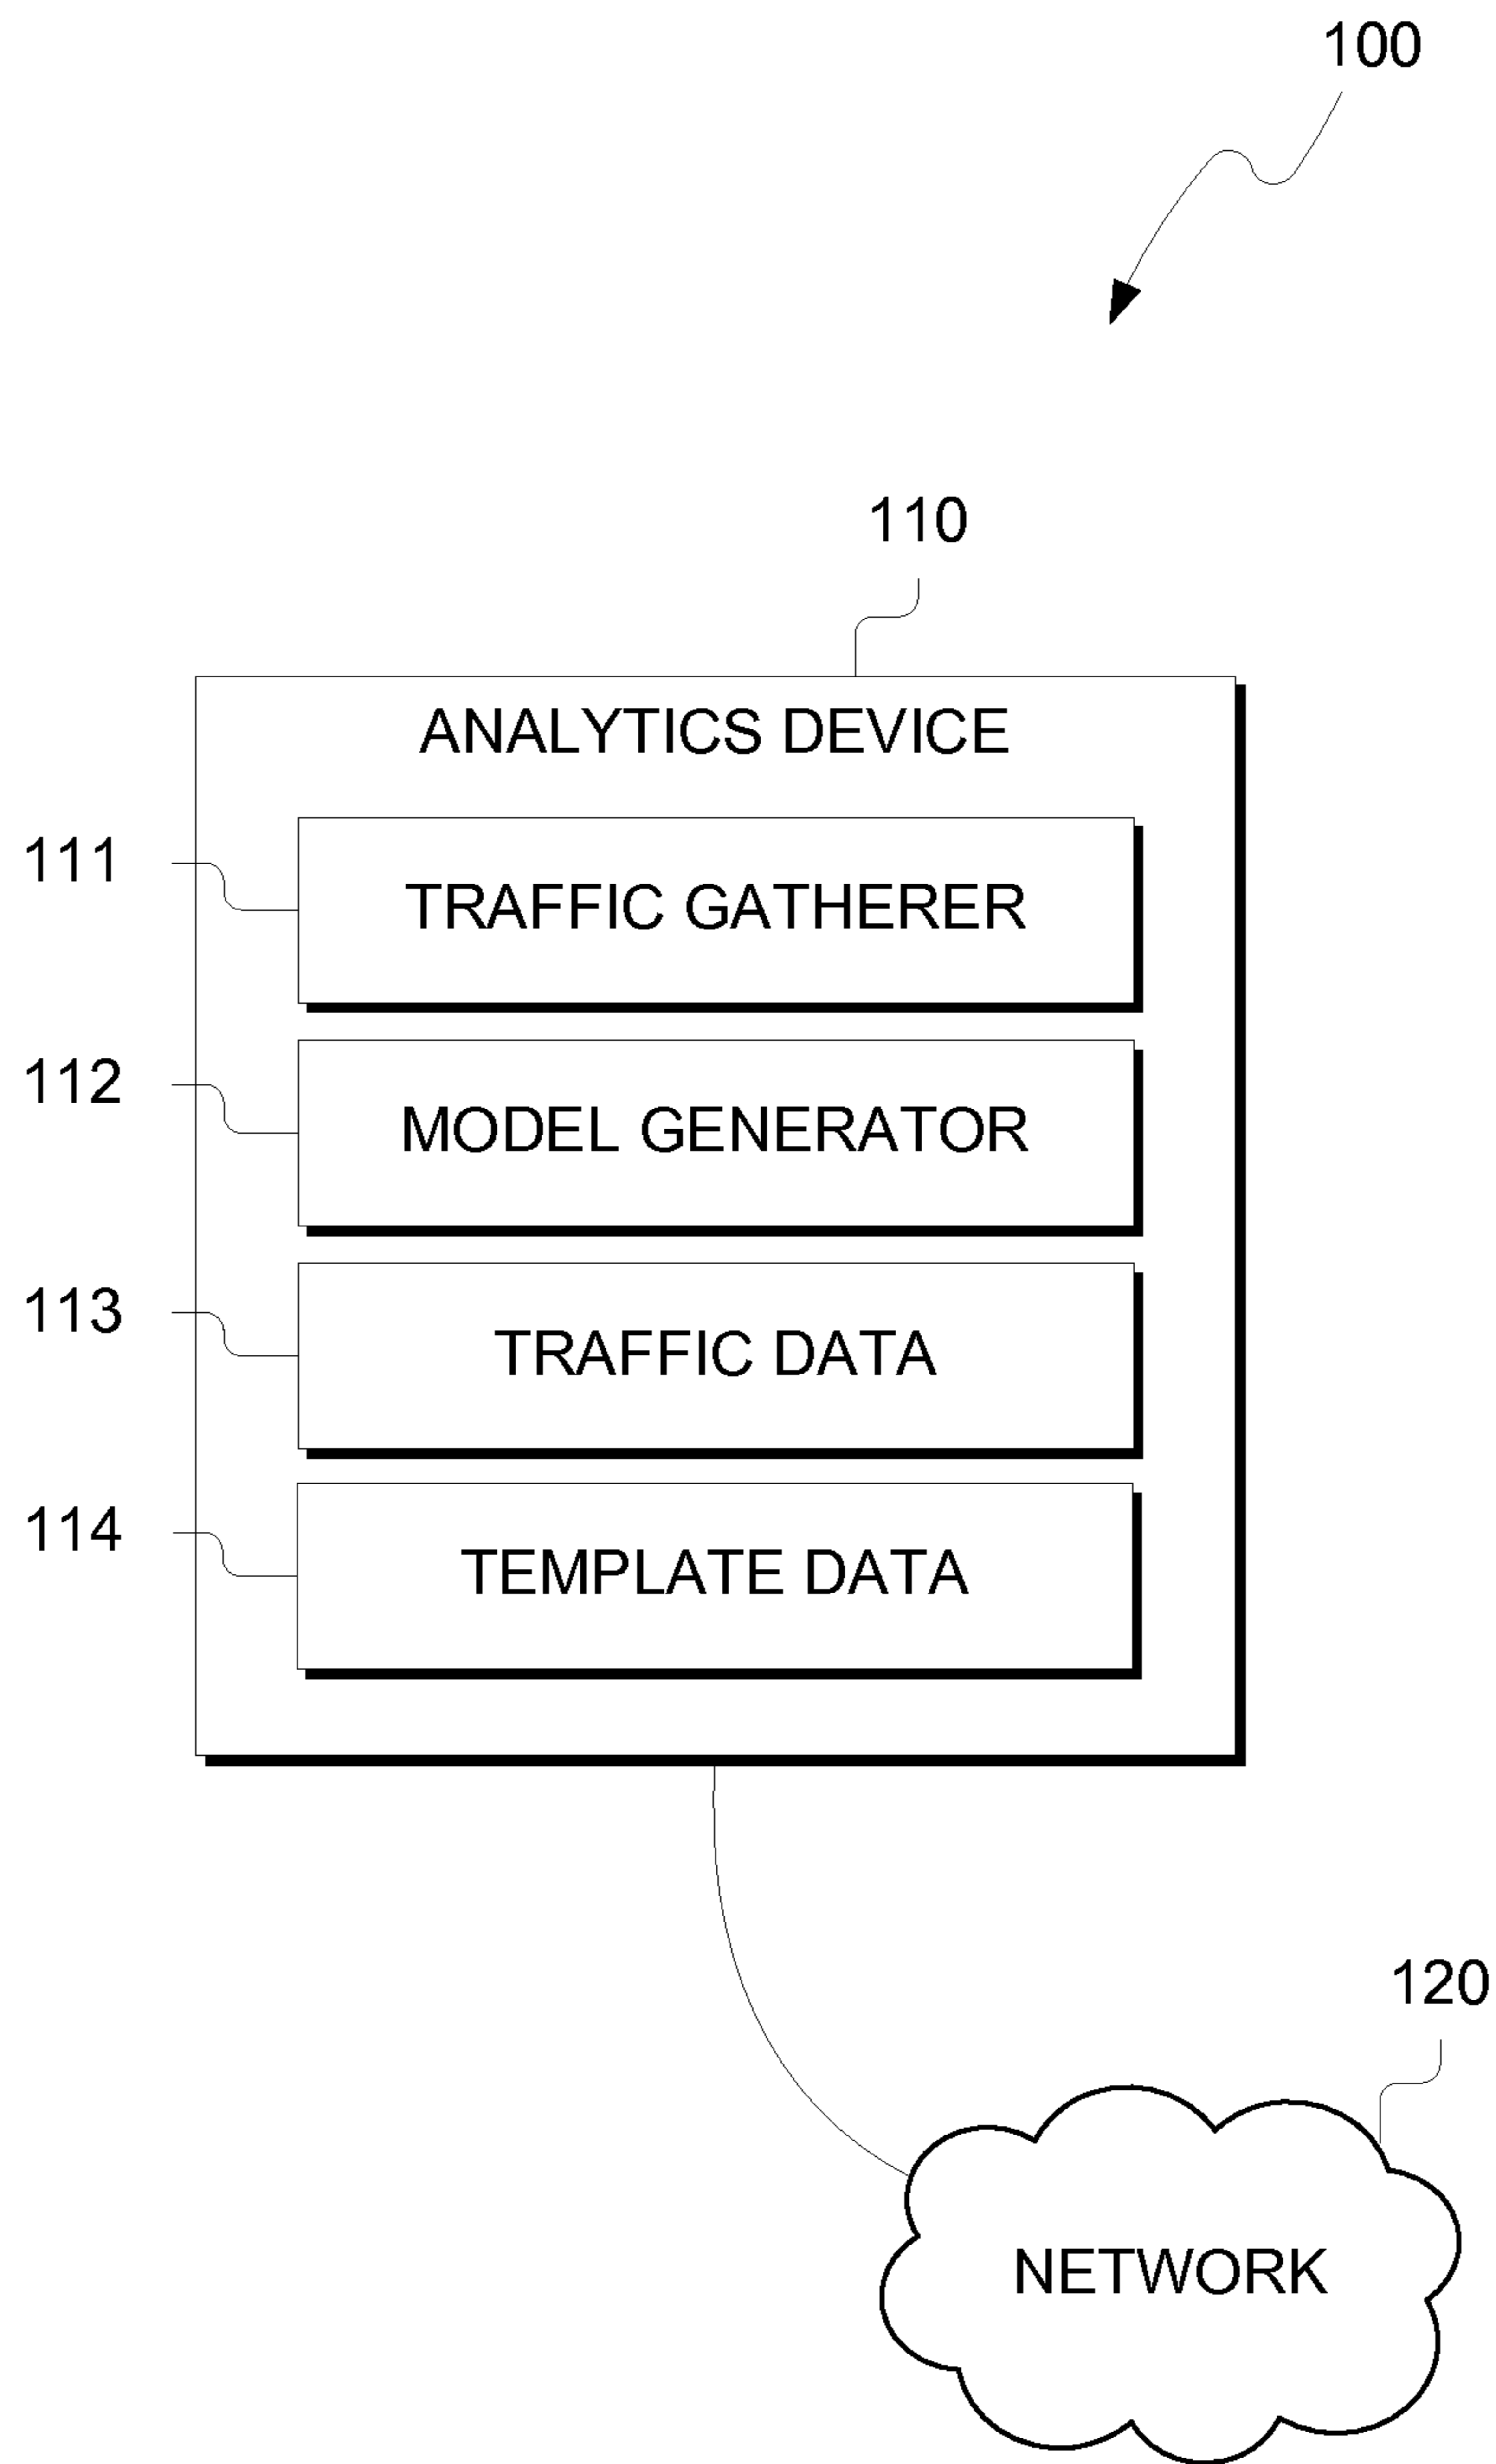 100
110
ANALYTICS DEVICE
111
TRAFFIC GATHERER
112
MODEL GENERATOR
113
TRAFFIC DATA
114
TEMPLATE DATA
120
NETWORK